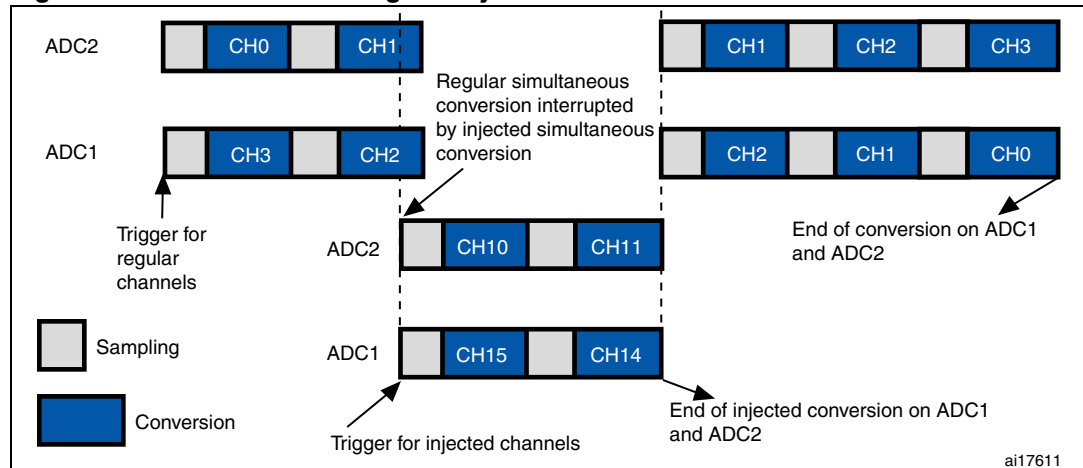 ADC2
CH0
CH1
CH1
CH2
CH3
Regular simultaneous
conversion interrupted
by injected simultaneous
conversion
ADC1
CH3
CH2
CH2
CH1
CH0
Trigger for
regular
channels
End of conversion on ADC1
and ADC2
ADC2
CH10
CH11
Sampling
ADC1
CH15
CH14
Conversion
Trigger for injected channels
End of injected conversion on ADC1
and ADC2
ai17611